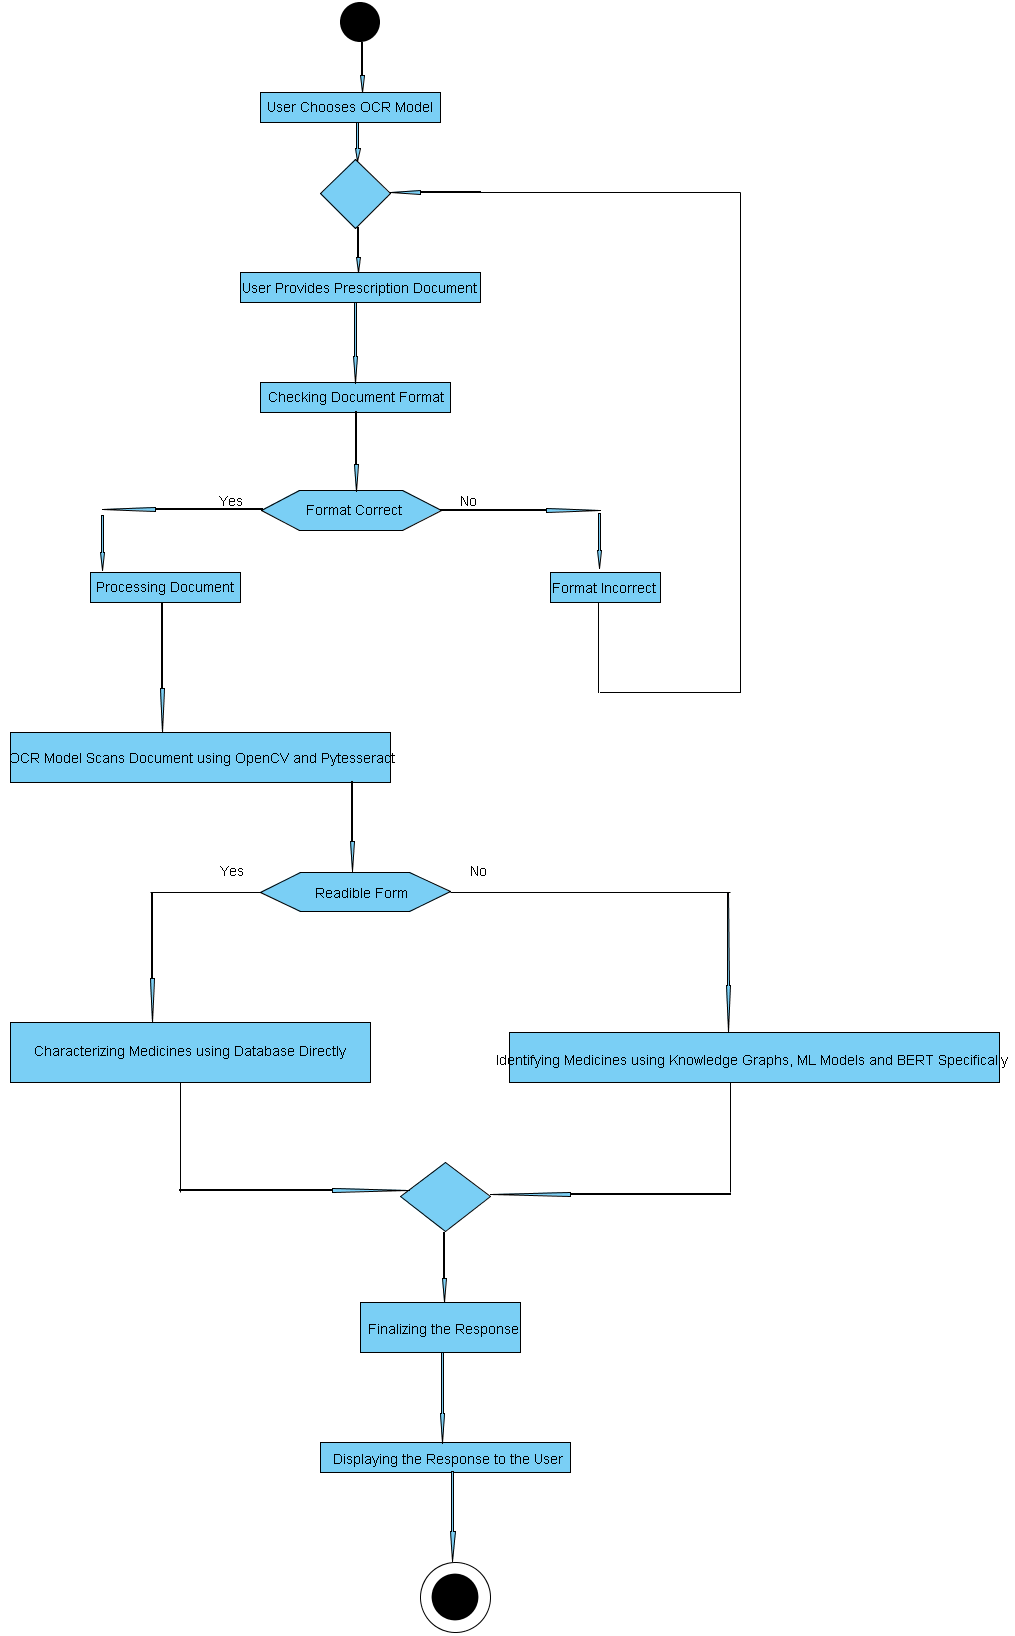 User Chooses OCR Model
User Provides Prescription Document
Checking Document Format
Yes
Format Correct
No
Processing Document
Format Incorrect
OCR Model Scans Document using OpenCV and Pytesseract
Yes
Readible Form
No
Characterizing Medicines using Database Directly
Identifying Medicines using Knowledge Graphs, ML Models and BERT Specifically
Finalizing the Response
Displaying the Response to the User